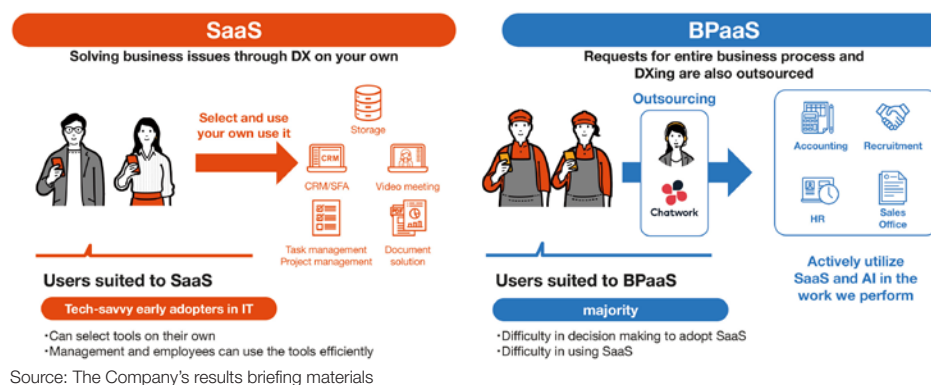 SaaS
Solving business issues through DX on your own
Select and use
your own use it
Storage
CRM
CRM/SFA
Video meeting
Task management
Project management
Document
solution
Users suited to SaaS
Tech-savvy early adopters in IT
・Can select tools on their own
・Management and employees can use the tools efficiently
BPaaS
Requests for entire business process and
DXing are also outsourced
Outsourcing
Chatwork
Accounting
Recruitment
HR
Sales
Office
Actively utilize
SaaS and AI in the
work we perform
Users suited to BPaaS
majority
・Difficulty in decision making to adopt SaaS
・Difficulty in using SaaS
Source: The Company's results briefing materials